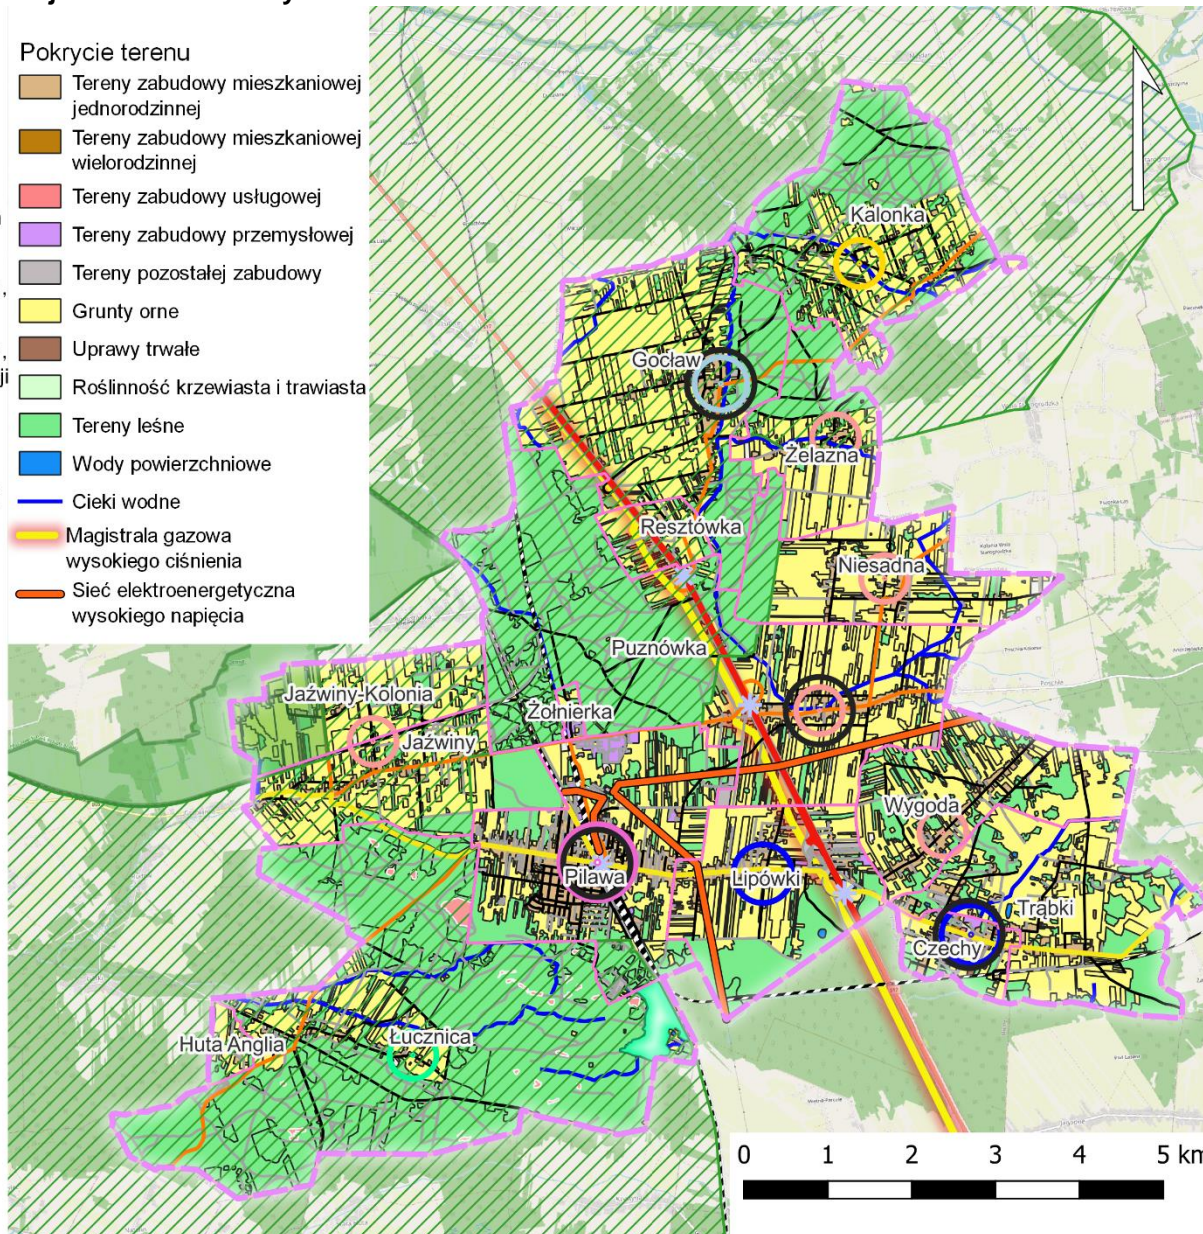 Pokrycie terenu
Tereny zabudowy mieszkaniowej
jednorodzinnej
Tereny zabudowy mieszkaniowej
wielorodzinnej
Tereny zabudowy usługowej
Tereny zabudowy przemysłowej
Tereny pozostałej zabudowy
Grunty orne
Uprawy trwałe
Roślinność krzewiasta i trawiasta
Tereny leśne
Wody powierzchniowe
Cieki wodne
Magistrala gazowa
wysokiego ciśnienia
Sieć elektroenergetyczna
wysokiego napięcia
Kalonka
Gocław
Żelazna
Resztówka
Niesadna
Puznówka
Jaźwiny-Kolonia
Żołnierka
Jaźwiny
Wygoda
Pilawa
Lipówki
Trąbki
Czechy
Łucznica
Huta Anglia
0 1 2 3 4 5 km